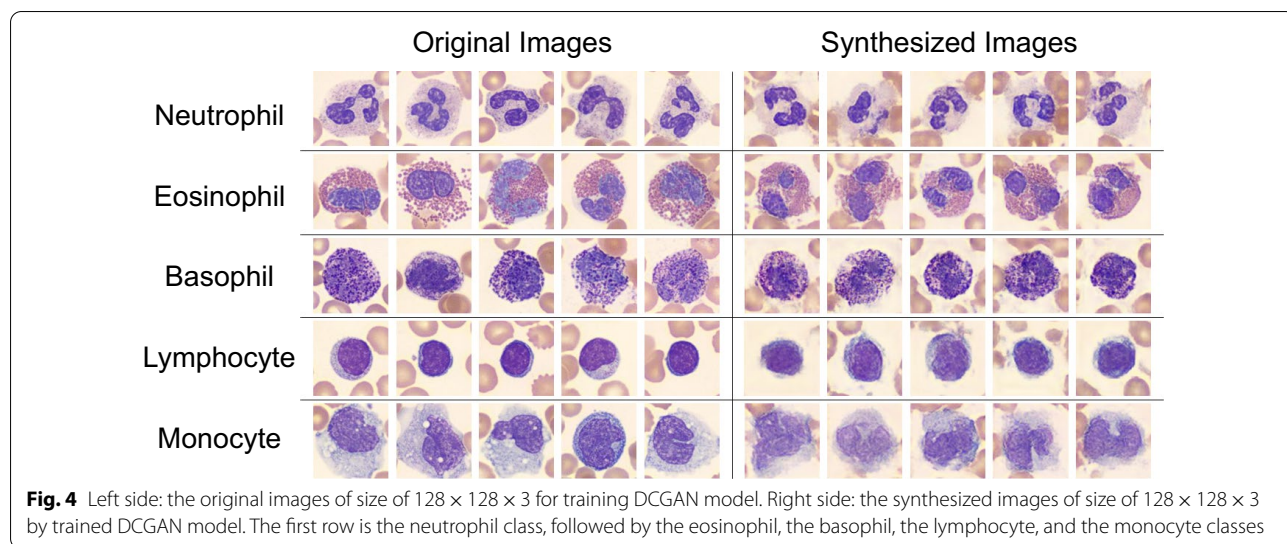 Original Images
Synthesized Images
Neutrophil
Eosinophil
Basophil
Lymphocyte
Monocyte
Fig. 4 Left side: the original images of size of 128 × 128 × 3 for training DCGAN model. Right side: the synthesized images of size of 128 × 128 × 3
by trained DCGAN model. The first row is the neutrophil class, followed by the eosinophil, the basophil, the lymphocyte, and the monocyte classes